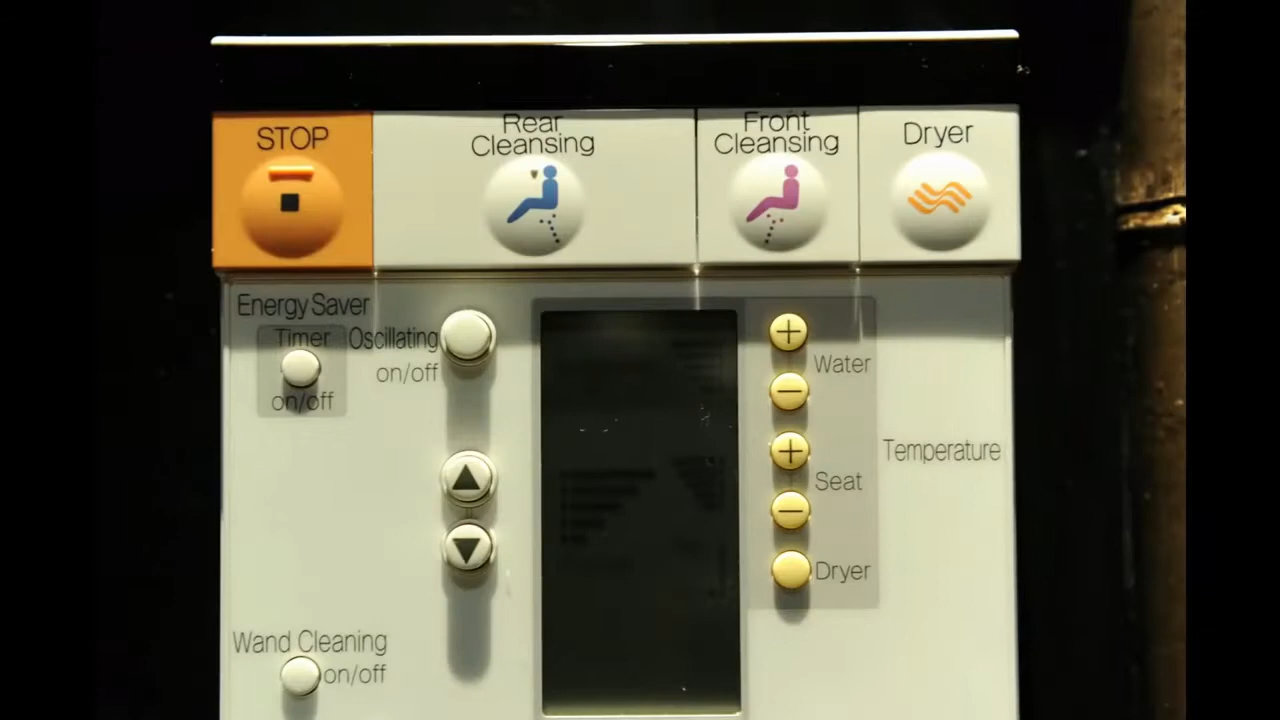 STOP
Rear
Cleansing
Front
Cleansing
Dryer
Energy Saver
Timer
on/off
Oscillating
on/off
Water
Seat
Dryer
Temperature
Wand Cleaning
on/off